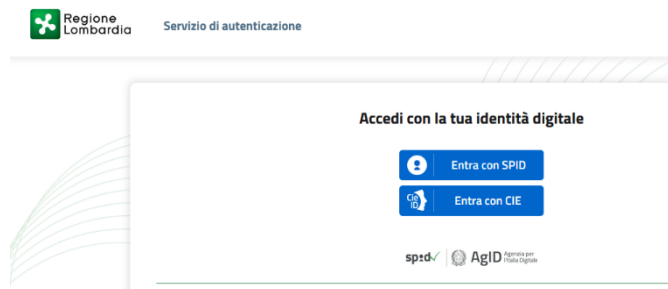 Regione
Lombardia
Servizio di autenticazione
Accedi con la tua identità digitale
Entra con SPID
Cie
iD
Entra con CIE
spid
AgID
Agenzia per
l'Italia Digitale